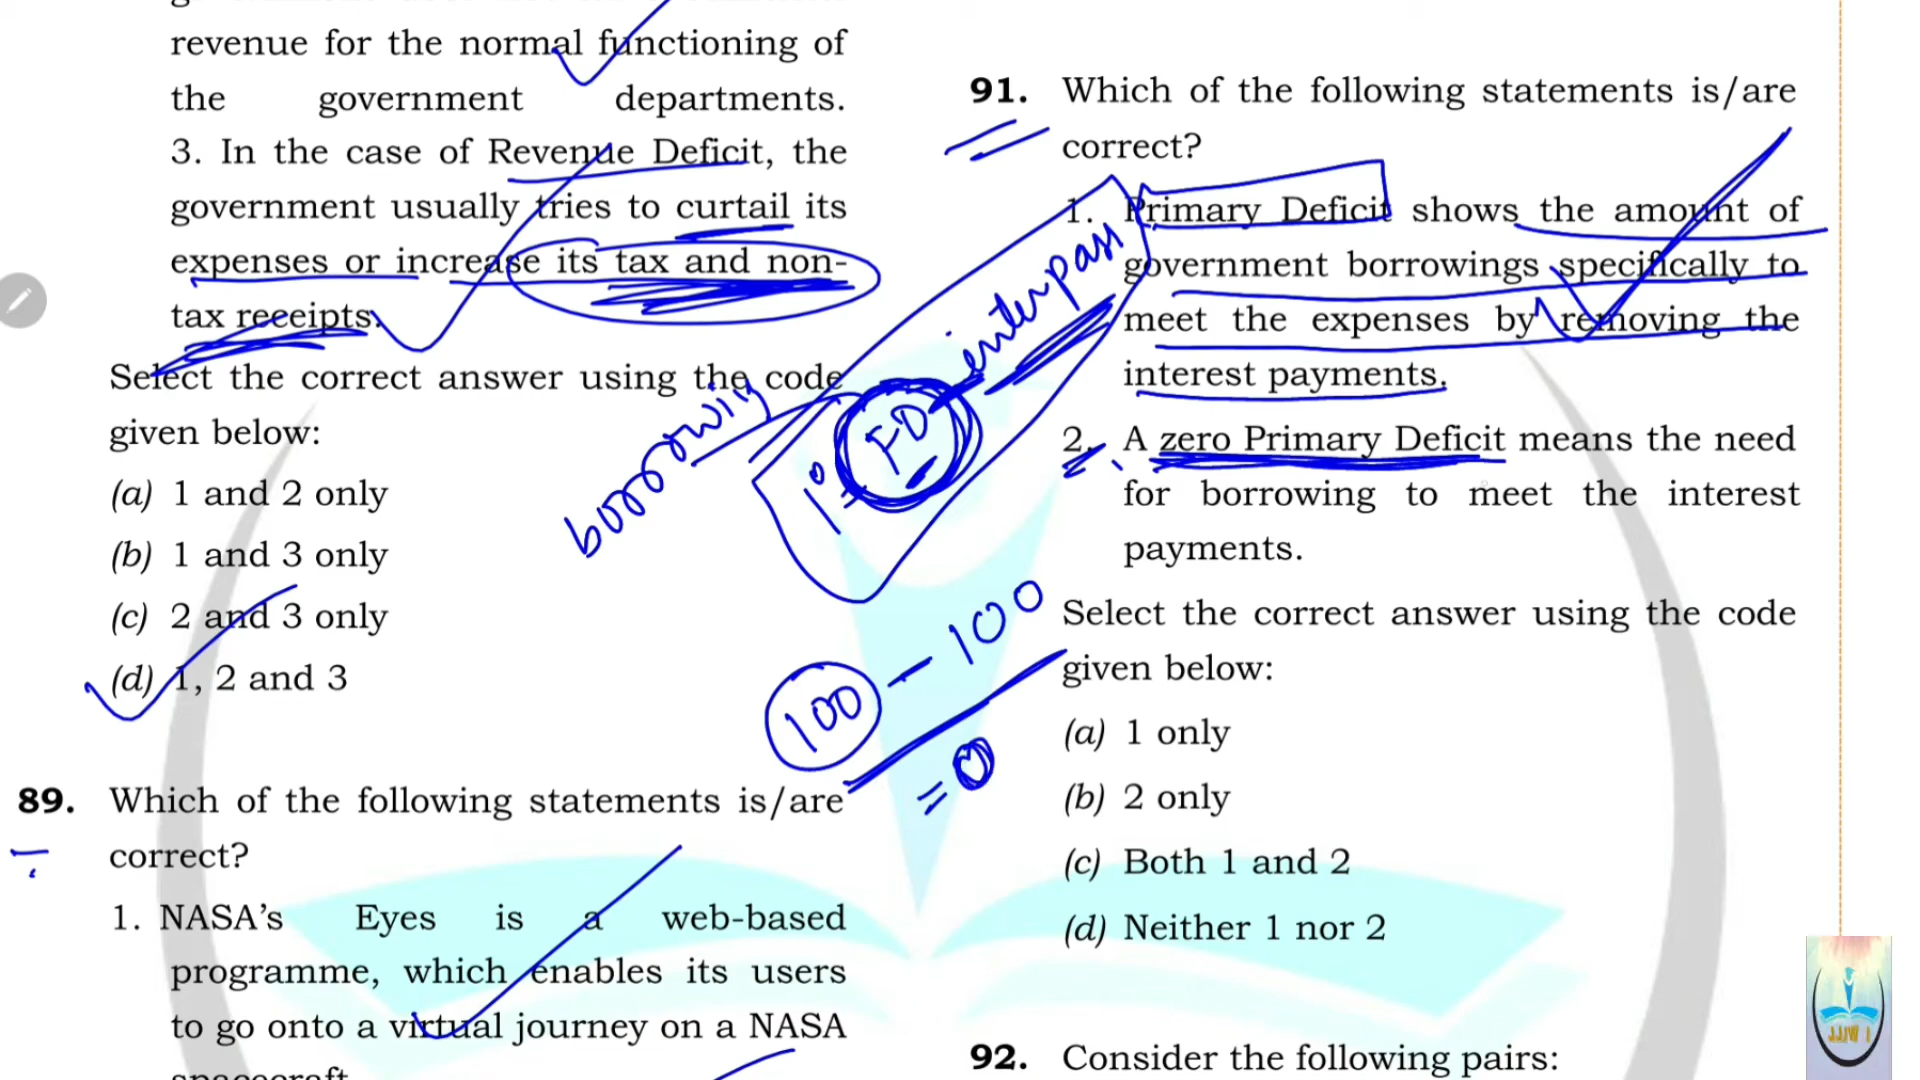 revenue for the normal functioning of
the government departments.
3. In the case of Revenue Deficit, the
government usually tries to curtail its
expenses or increase its tax and non-
tax receipts.
Select the correct answer using the code
given below:
(a) 1 and 2 only
(b) 1 and 3 only
(c) 2 and 3 only
(d) 1, 2 and 3
89. Which of the following statements is/are
correct?
1. NASA's Eyes is a web-based
programme, which enables its users
to go onto a virtual journey on a NASA
spacecraft
borrowing
1°
FD
100 – 100
= 0
91. Which of the following statements is/are
correct?
1. Primary Deficit shows the amount of
government borrowings specifically to
meet the expenses by removing the
interest payments.
2. A zero Primary Deficit means the need
for borrowing to meet the interest
payments.
Select the correct answer using the code
given below:
(a) 1 only
(b) 2 only
(c) Both 1 and 2
(d) Neither 1 nor 2
92. Consider the following pairs: